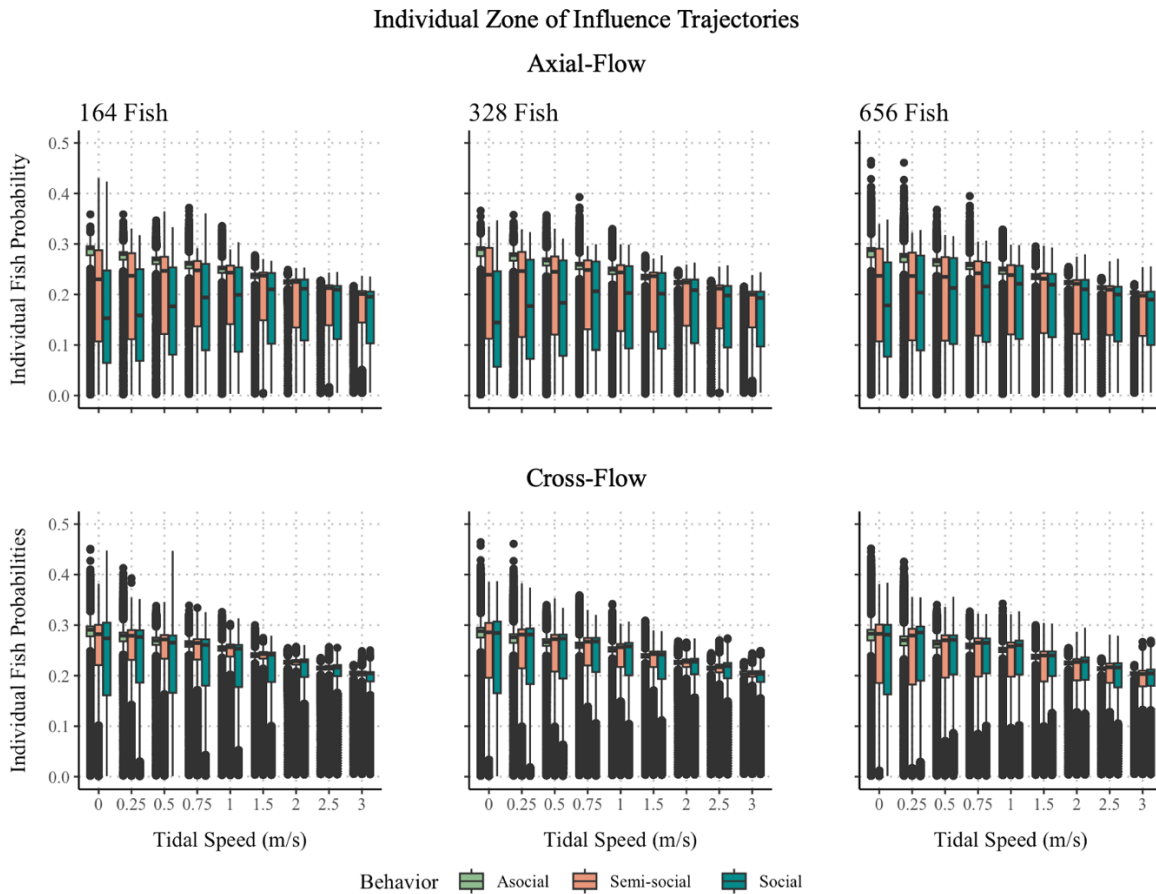 Individual Zone of Influence Trajectories
Axial-Flow
164 Fish 328 Fish 656 Fish
Individual Fish Probability
0.5
0.4
0.3
0.2
0.1
0.0
Cross-Flow
Individual Fish Probabilities
0.5
0.4
0.3
0.2
0.1
0.0
0 0.25 0.5 0.75 1 1.5 2 2.5 3 0 0.25 0.5 0.75 1 1.5 2 2.5 3 0 0.25 0.5 0.75 1 1.5 2 2.5 3
Tidal Speed (m/s) Tidal Speed (m/s) Tidal Speed (m/s)
Behavior Asocial Semi-social Social